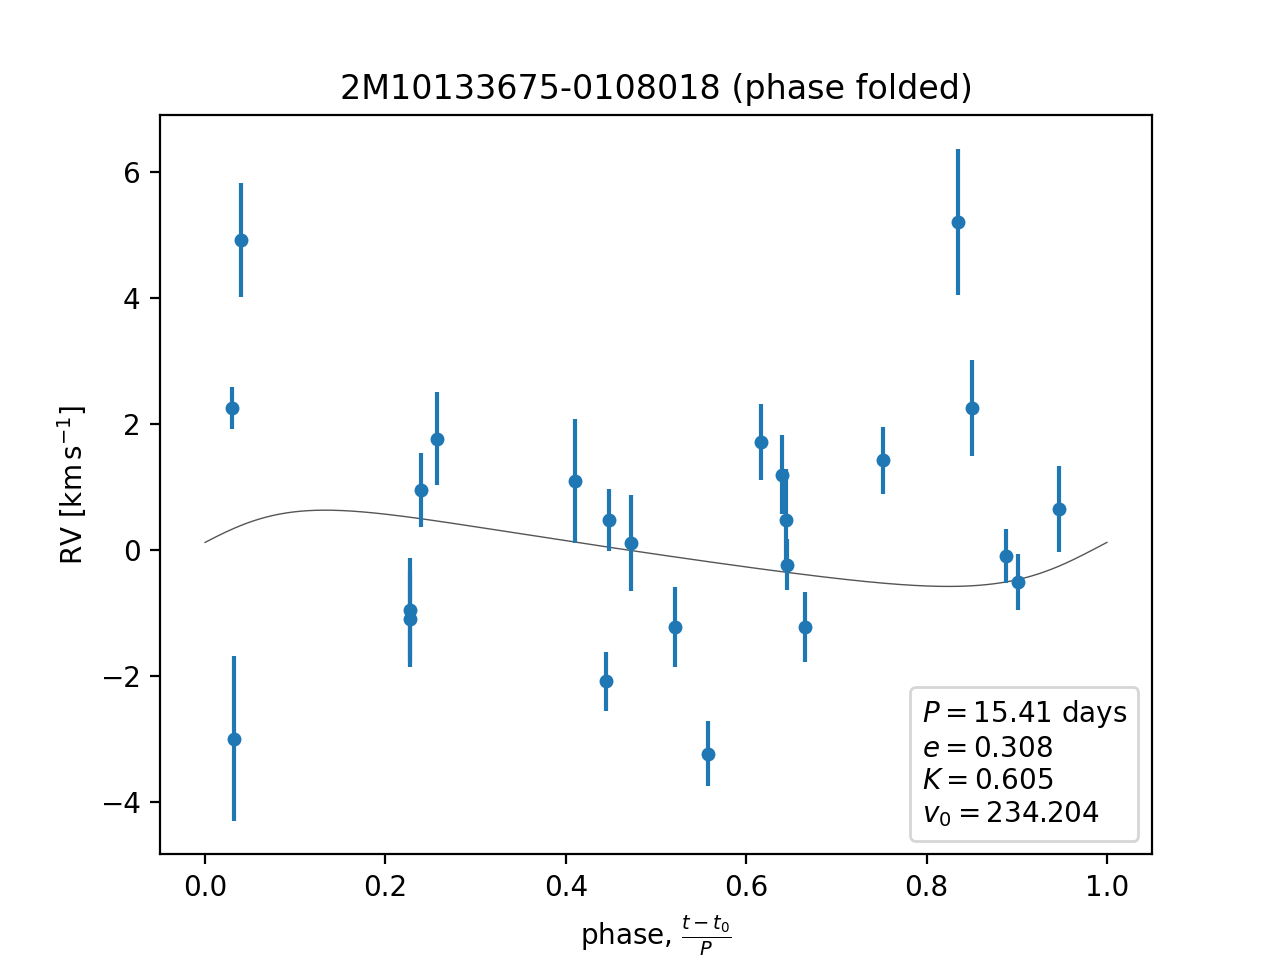 2M10133675-0108018 (phase folded)
RV [km s⁻¹]
6
4
2
0
−2
−4
P = 15.41 days
e = 0.308
K = 0.605
v₀ = 234.204
0.0 0.2 0.4 0.6 0.8 1.0
phase, (t − t₀)/P